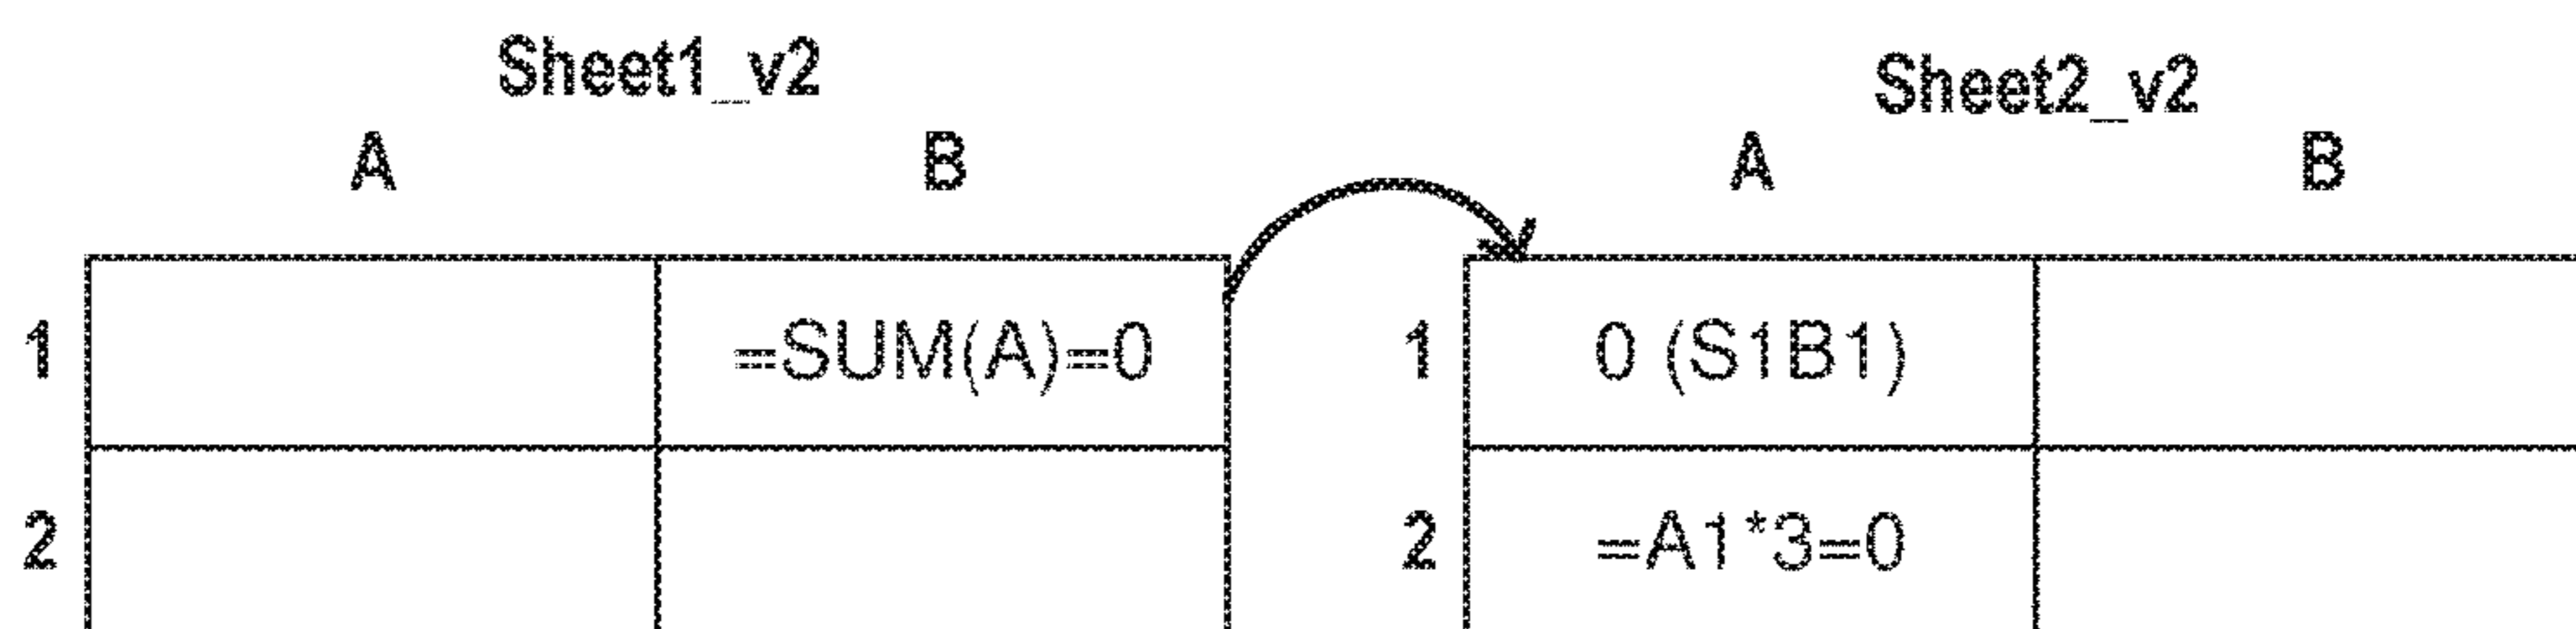 Sheet1_v2 Sheet2_v2
A B A B
1 =SUM(A)=0 1 0 (S1B1)
2 2 =A1*3=0